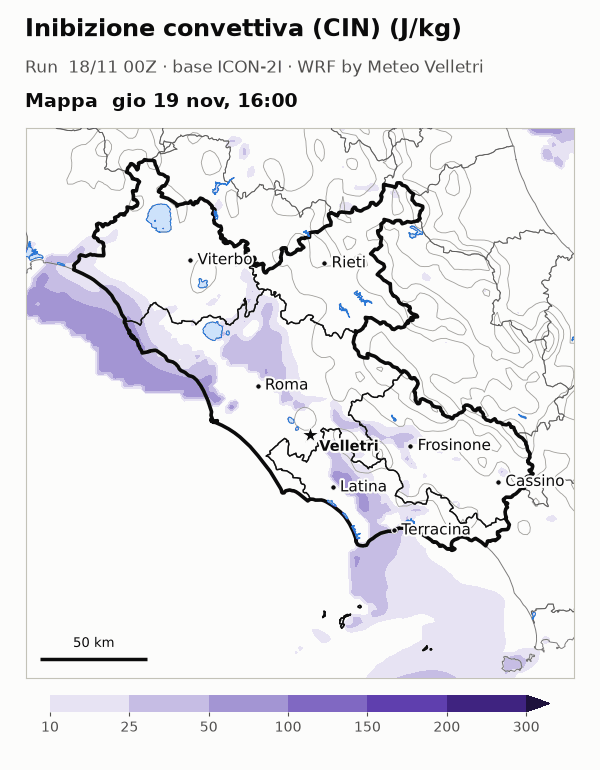 Inibizione convettiva (CIN) (J/kg)
Run  18/11 00Z · base ICON-2I · WRF by Meteo Velletri
Mappa  gio 19 nov, 16:00
Viterbo
Rieti
Roma
Velletri
Frosinone
Latina
Cassino
Terracina
50 km
10 25 50 100 150 200 300